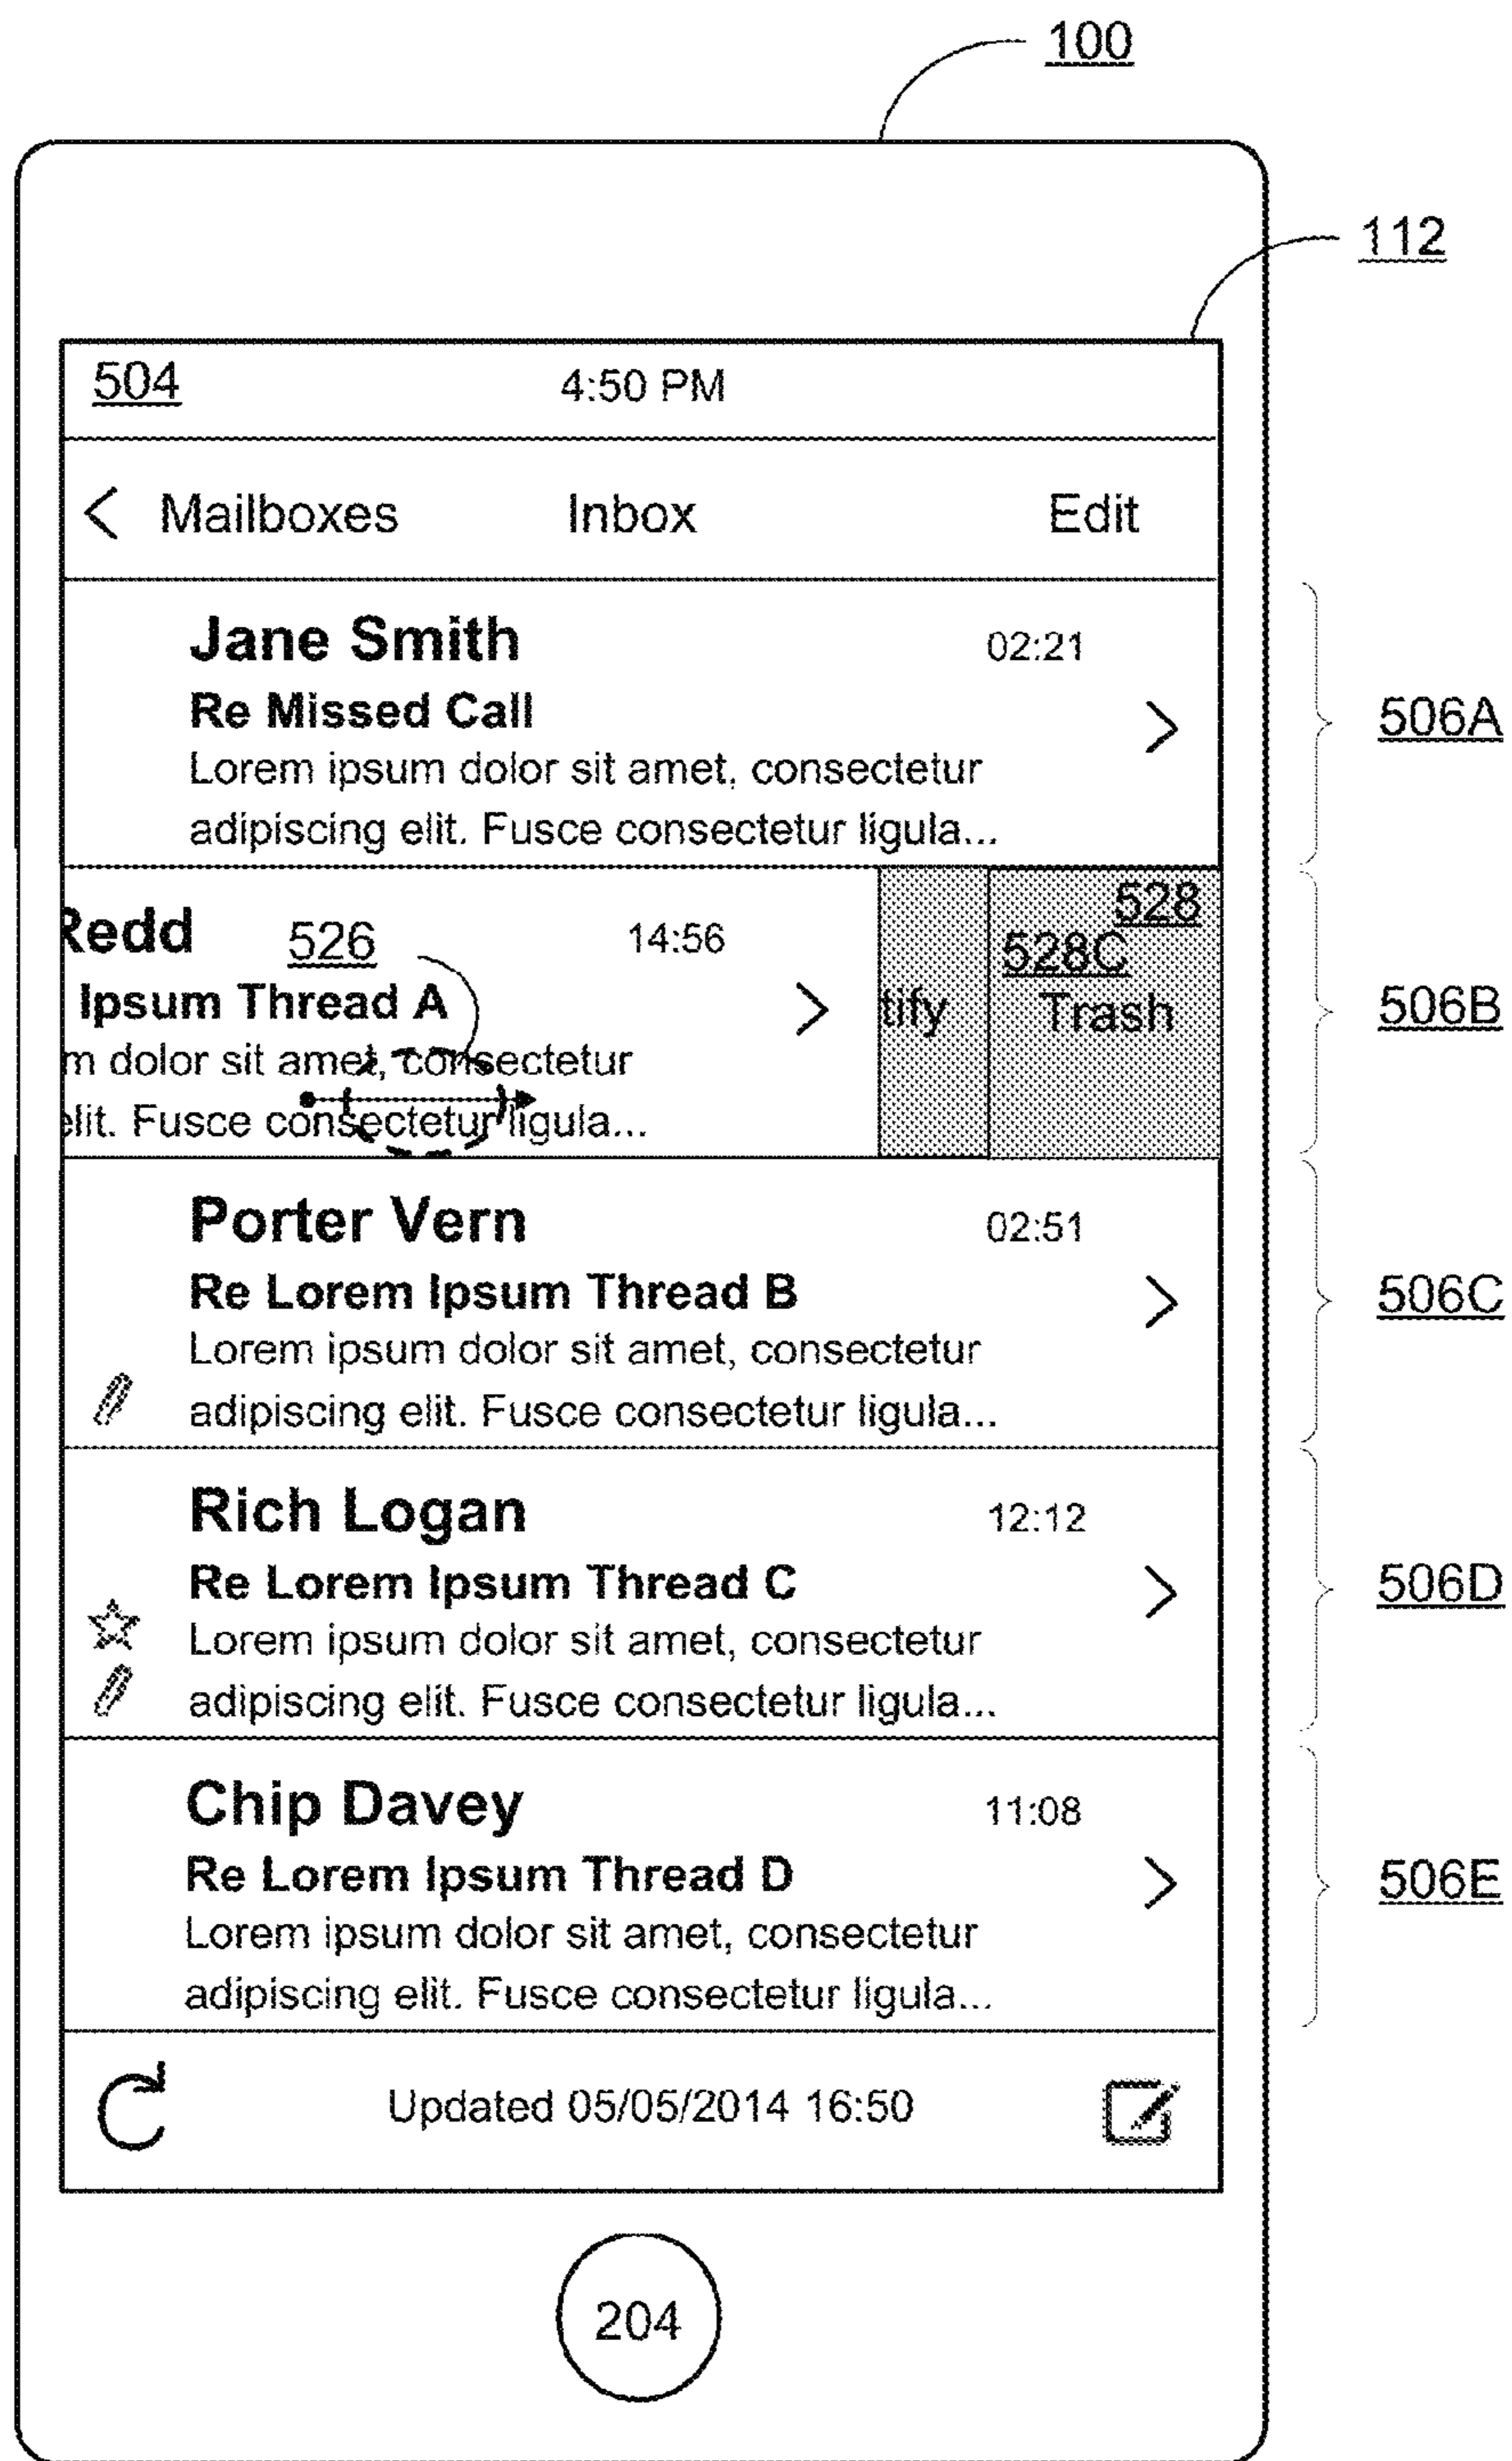 100
112
504 4:50 PM
< Mailboxes Inbox Edit
Jane Smith 02:21
Re Missed Call
Lorem ipsum dolor sit amet, consectetur
adipiscing elit. Fusce consectetur ligula...
506A
Redd 526 14:56 528
528C
Ipsum Thread A tify Trash
506B
m dolor sit amet, consectetur
elit. Fusce consectetur ligula...
Porter Vern 02:51
Re Lorem Ipsum Thread B
506C
Lorem ipsum dolor sit amet, consectetur
adipiscing elit. Fusce consectetur ligula...
Rich Logan 12:12
Re Lorem Ipsum Thread C
506D
Lorem ipsum dolor sit amet, consectetur
adipiscing elit. Fusce consectetur ligula...
Chip Davey 11:08
Re Lorem Ipsum Thread D
506E
Lorem ipsum dolor sit amet, consectetur
adipiscing elit. Fusce consectetur ligula...
Updated 05/05/2014 16:50
204